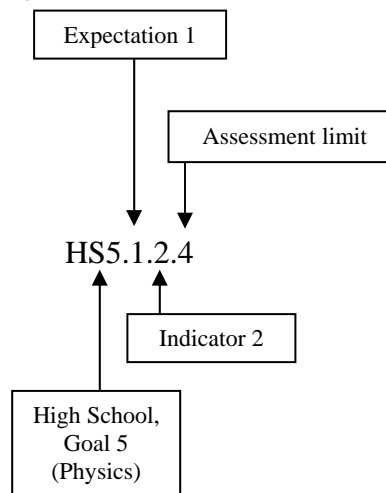 Expectation 1
Assessment limit
HS5.1.2.4
Indicator 2
High School,
Goal 5
(Physics)